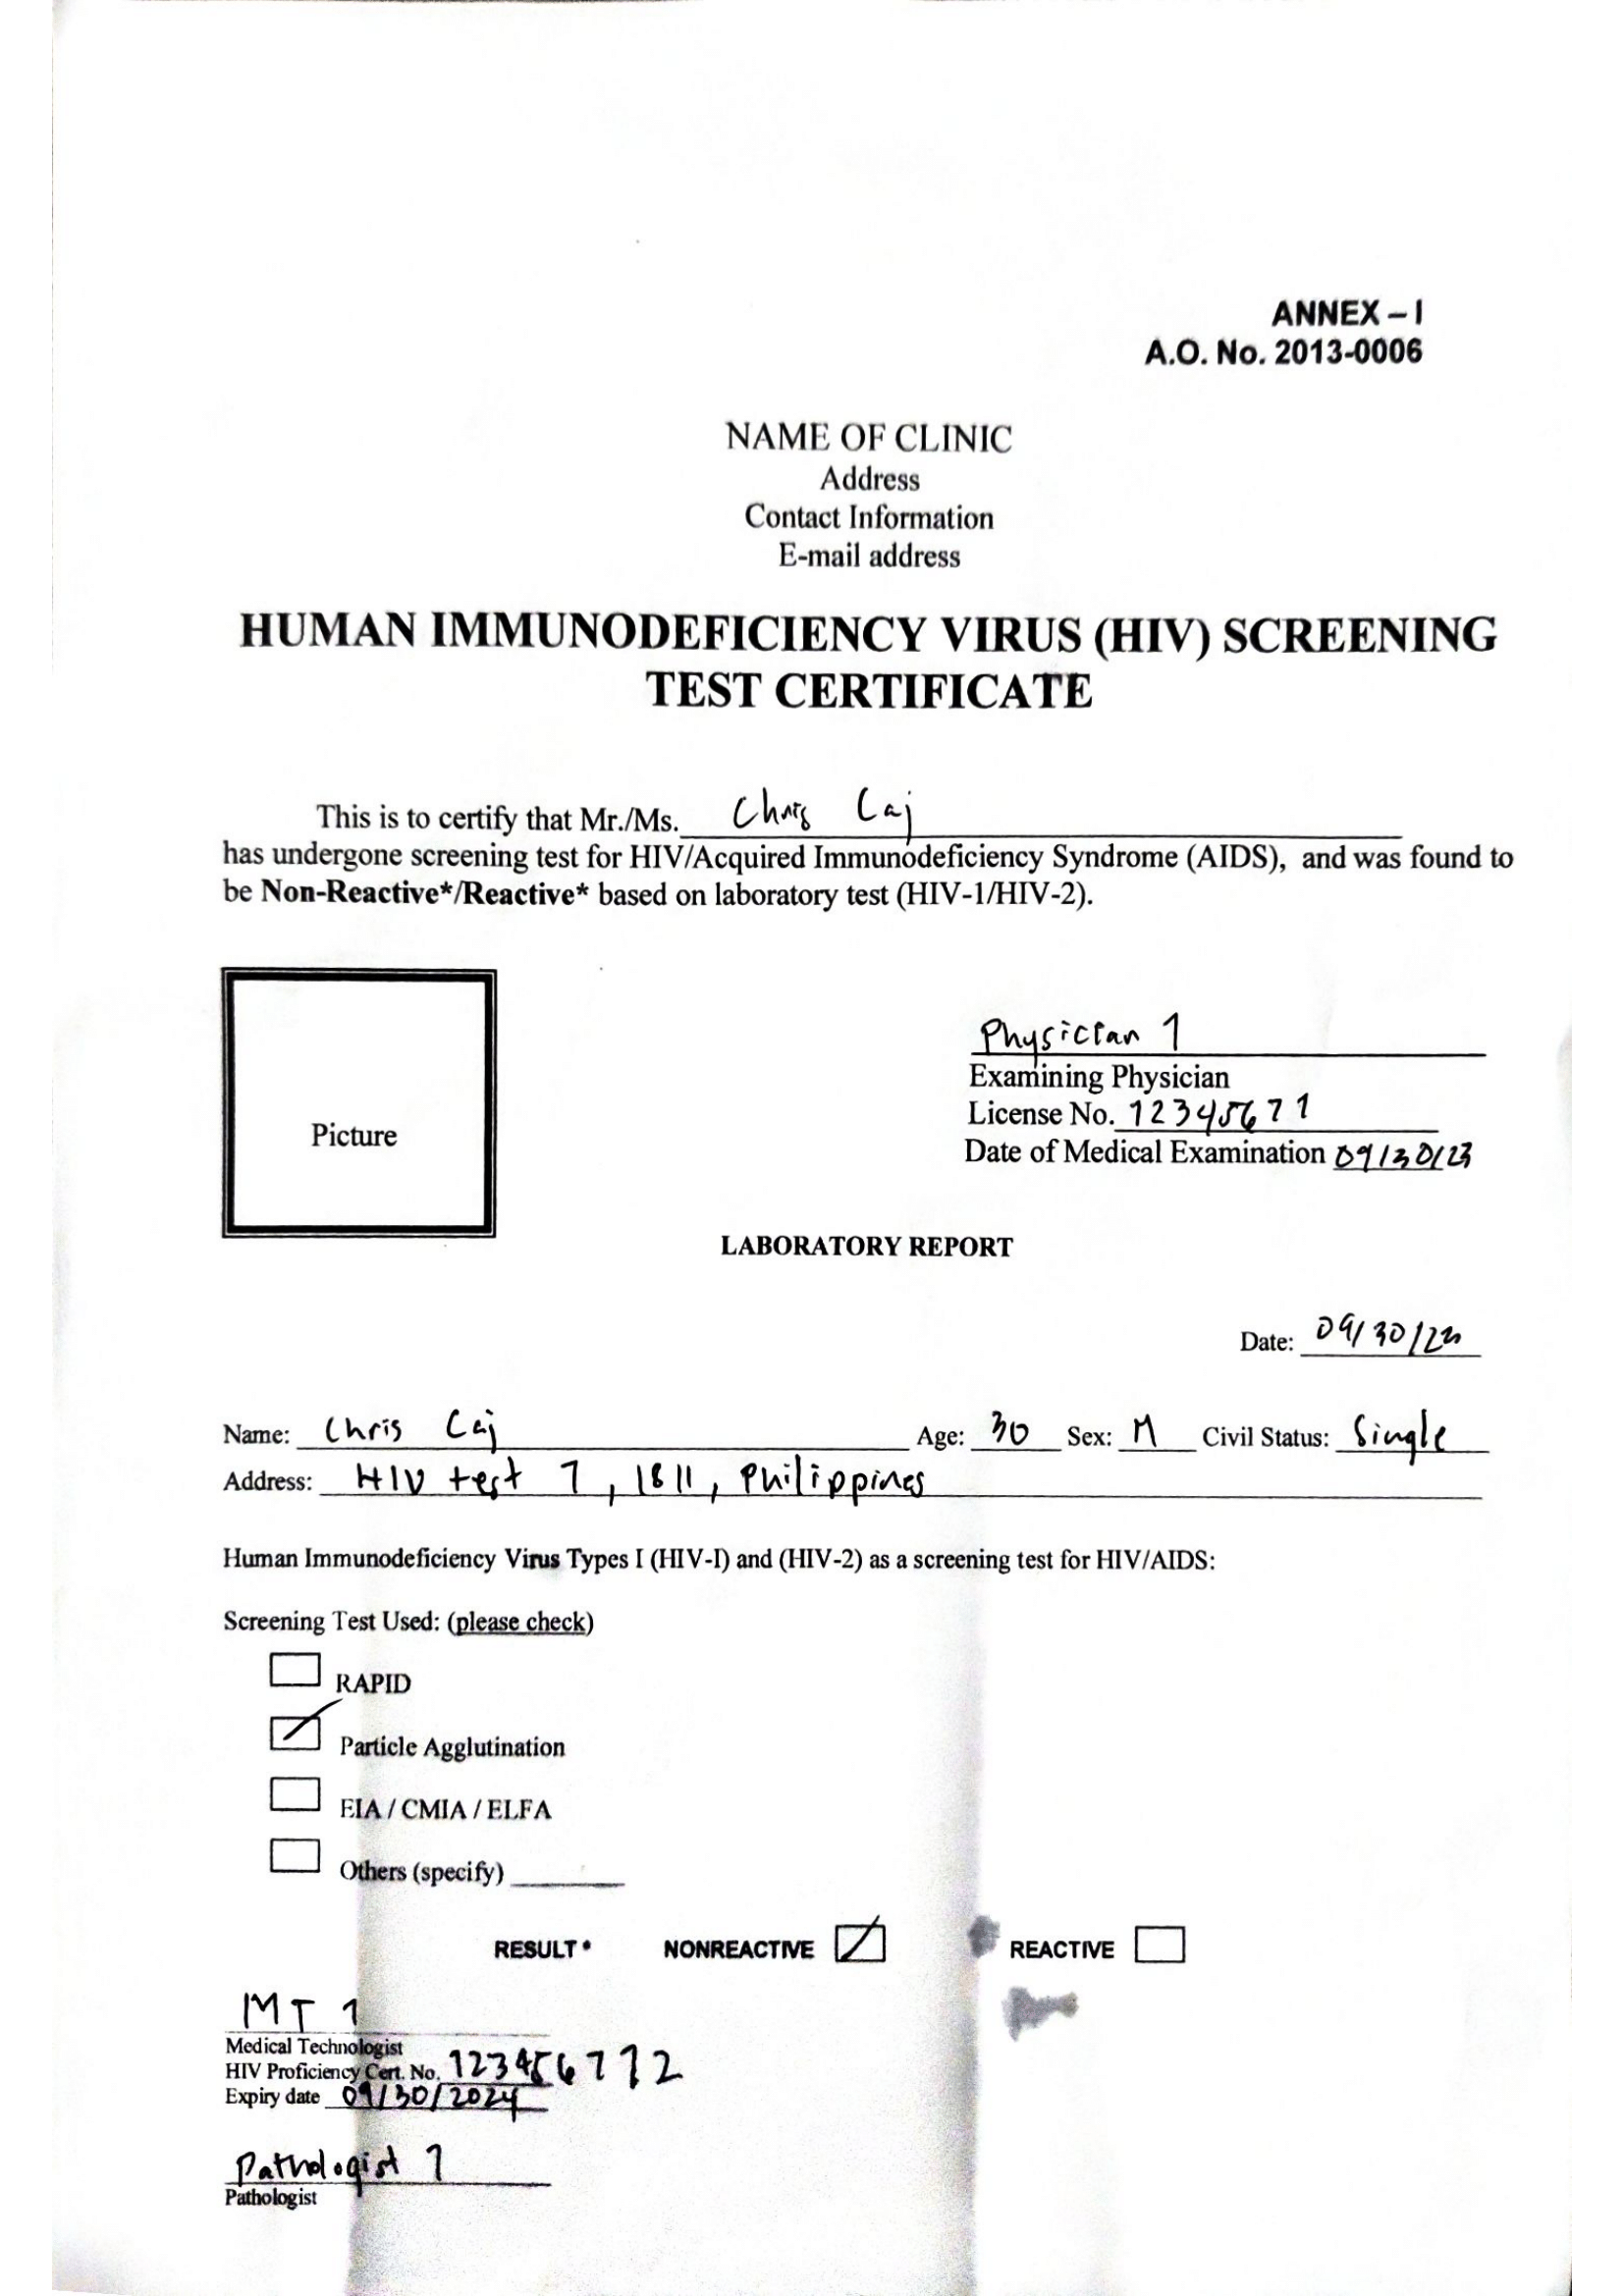 ANNEX – I
A.O. No. 2013-0006
NAME OF CLINIC
Address
Contact Information
E-mail address
HUMAN IMMUNODEFICIENCY VIRUS (HIV) SCREENING
TEST CERTIFICATE
This is to certify that Mr./Ms. Chris Caj
has undergone screening test for HIV/Acquired Immunodeficiency Syndrome (AIDS), and was found to
be Non-Reactive*/Reactive* based on laboratory test (HIV-1/HIV-2).
Picture
Physician 1
Examining Physician
License No. 12345671
Date of Medical Examination 09/30/23
LABORATORY REPORT
Date: 09/30/23
Name: Chris Caj Age: 30 Sex: M Civil Status: Single
Address: HIV test 1, 1811, Philippines
Human Immunodeficiency Virus Types I (HIV-I) and (HIV-2) as a screening test for HIV/AIDS:
Screening Test Used: (please check)
RAPID
Particle Agglutination
EIA / CMIA / ELFA
Others (specify)
RESULT* NONREACTIVE REACTIVE
MT 1
Medical Technologist
HIV Proficiency Cert. No. 123456772
Expiry date 09/30/2024
Pathologist 1
Pathologist